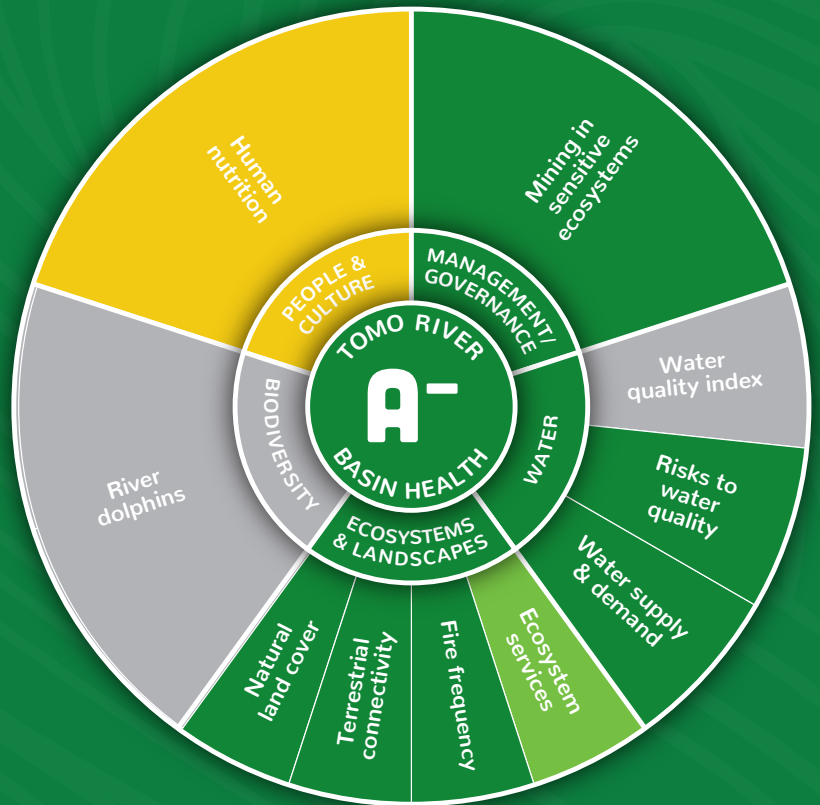 TOMO RIVER
A-
BASIN HEALTH
MANAGEMENT/
GOVERNANCE
Mining in
sensitive
ecosystems
WATER
Water
quality index
Risks to
water
quality
Water supply
& demand
ECOSYSTEMS
& LANDSCAPES
Ecosystem
services
Fire frequency
Terrestrial
connectivity
Natural
land cover
BIODIVERSITY
River
dolphins
PEOPLE &
CULTURE
Human
nutrition